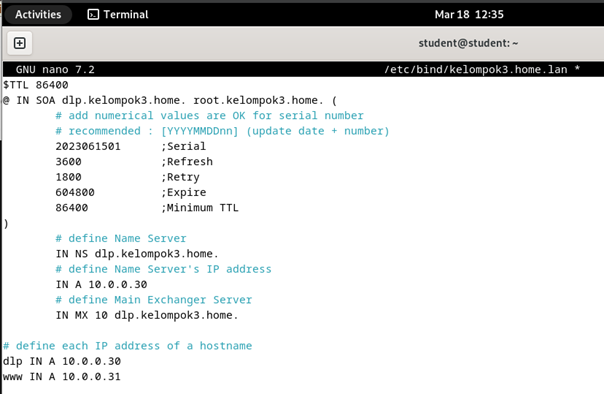 Activities Terminal Mar 18 12:35
student@student: ~
GNU nano 7.2 /etc/bind/kelompok3.home.lan *
$TTL 86400
@ IN SOA dlp.kelompok3.home. root.kelompok3.home. (
# add numerical values are OK for serial number
# recommended : [YYYYMMDDnn] (update date + number)
2023061501 ;Serial
3600 ;Refresh
1800 ;Retry
604800 ;Expire
86400 ;Minimum TTL
)
# define Name Server
IN NS dlp.kelompok3.home.
# define Name Server's IP address
IN A 10.0.0.30
# define Main Exchanger Server
IN MX 10 dlp.kelompok3.home.
# define each IP address of a hostname
dlp IN A 10.0.0.30
www IN A 10.0.0.31